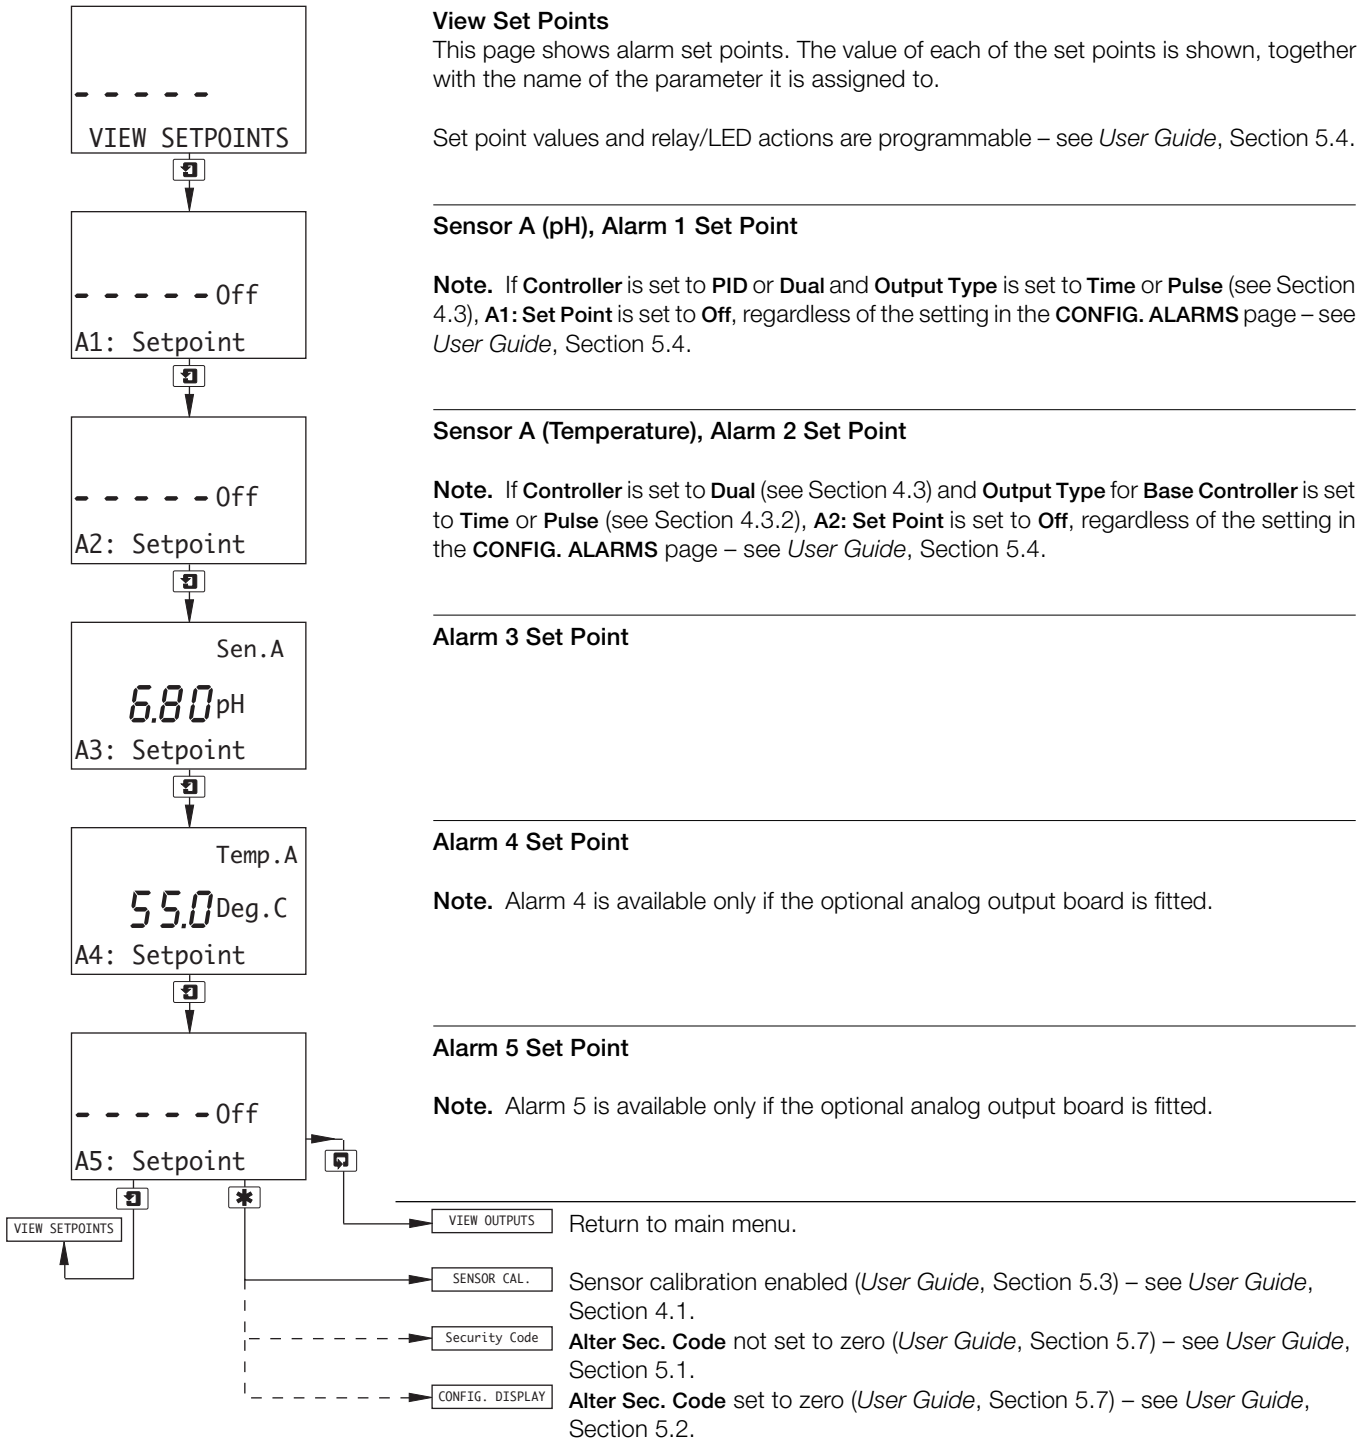 - - - - -
VIEW SETPOINTS
View Set Points
This page shows alarm set points. The value of each of the set points is shown, together
with the name of the parameter it is assigned to.
Set point values and relay/LED actions are programmable – see User Guide, Section 5.4.
- - - - - Off
A1: Setpoint
Sensor A (pH), Alarm 1 Set Point
Note. If Controller is set to PID or Dual and Output Type is set to Time or Pulse (see Section
4.3), A1: Set Point is set to Off, regardless of the setting in the CONFIG. ALARMS page – see
User Guide, Section 5.4.
- - - - - Off
A2: Setpoint
Sensor A (Temperature), Alarm 2 Set Point
Note. If Controller is set to Dual (see Section 4.3) and Output Type for Base Controller is set
to Time or Pulse (see Section 4.3.2), A2: Set Point is set to Off, regardless of the setting in
the CONFIG. ALARMS page – see User Guide, Section 5.4.
Sen.A
6.80 pH
A3: Setpoint
Alarm 3 Set Point
Temp.A
55.0 Deg.C
A4: Setpoint
Alarm 4 Set Point
Note. Alarm 4 is available only if the optional analog output board is fitted.
- - - - - Off
A5: Setpoint
Alarm 5 Set Point
Note. Alarm 5 is available only if the optional analog output board is fitted.
VIEW SETPOINTS
VIEW OUTPUTS Return to main menu.
SENSOR CAL. Sensor calibration enabled (User Guide, Section 5.3) – see User Guide,
Section 4.1.
Security Code Alter Sec. Code not set to zero (User Guide, Section 5.7) – see User Guide,
Section 5.1.
CONFIG. DISPLAY Alter Sec. Code set to zero (User Guide, Section 5.7) – see User Guide,
Section 5.2.